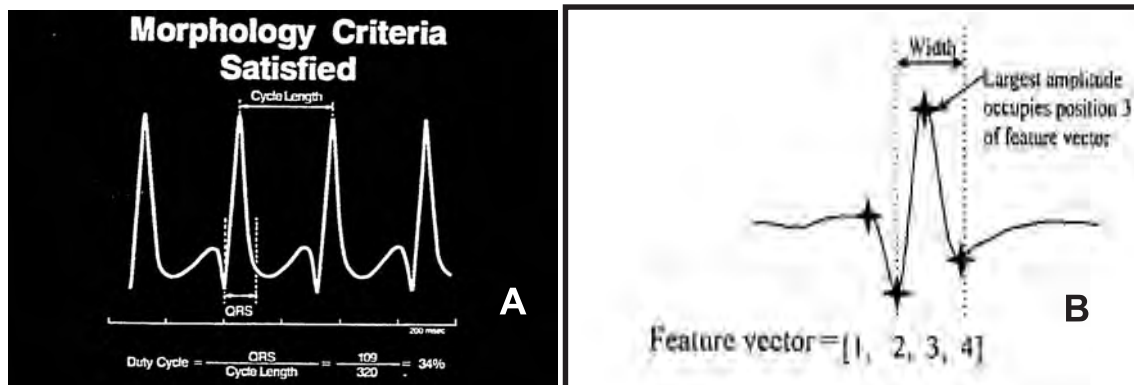 Morphology Criteria
Satisfied
Cycle Length
QRS
200 msec
Duty Cycle = QRS / Cycle Length = 109 / 320 = 34%
A
Width
Largest amplitude
occupies position 3
of feature vector
Feature vector=[1, 2, 3, 4]
B